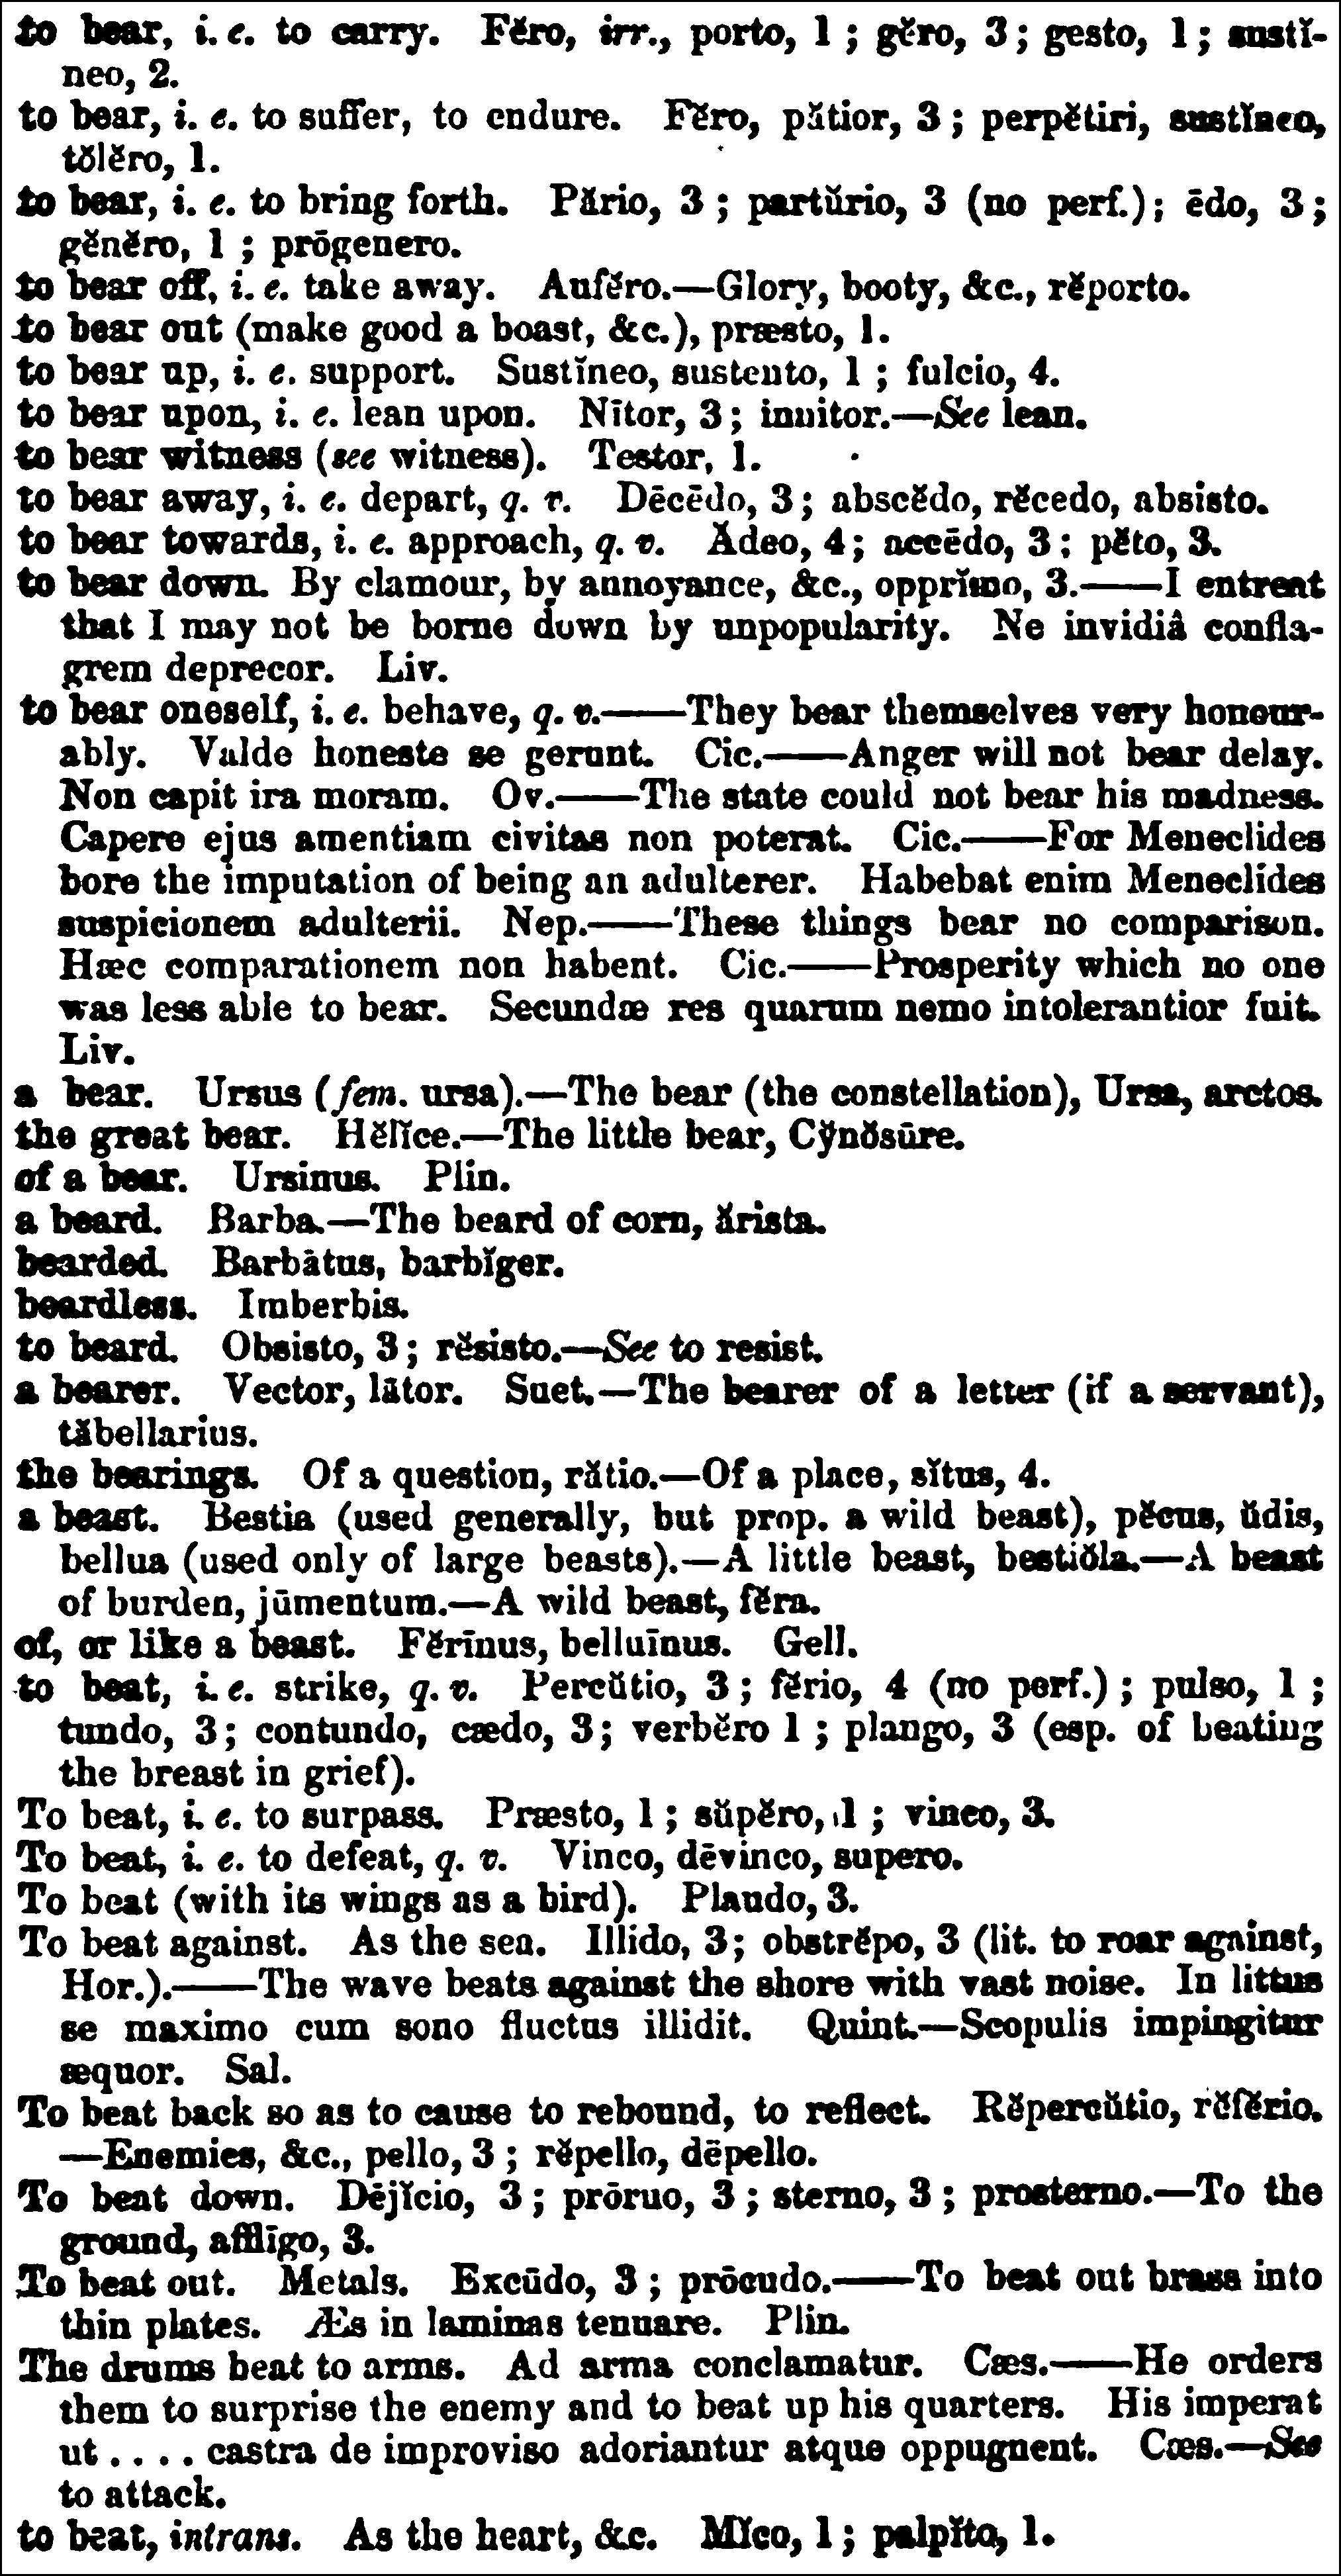 to bear, i. e. to carry. Fĕro, irr., porto, 1 ; gĕro, 3 ; gesto, 1 ; sustĭ-
neo, 2.
to bear, i. e. to suffer, to endure. Fĕro, pătior, 3 ; perpĕtiri, sustĭneo,
tŏlĕro, 1.
to bear, i. e. to bring forth. Părio, 3 ; partŭrio, 3 (no perf.) ; ēdo, 3 ;
gĕnĕro, 1 ; prōgenero.
to bear off, i. e. take away. Aufĕro.—Glory, booty, &c., rĕporto.
to bear out (make good a boast, &c.), præsto, 1.
to bear up, i. e. support. Sustĭneo, sustento, 1 ; fulcio, 4.
to bear upon, i. e. lean upon. Nītor, 3 ; innitor.—See lean.
to bear witness (see witness). Testor, 1.
to bear away, i. e. depart, q. v. Dēcēdo, 3 ; abscĕdo, rĕcedo, absisto.
to bear towards, i. e. approach, q. v. Ădeo, 4 ; accēdo, 3 ; pĕto, 3.
to bear down. By clamour, by annoyance, &c., opprĭmo, 3.——I entreat
that I may not be borne down by unpopularity. Ne invidiâ confla-
grem deprecor. Liv.
to bear oneself, i. e. behave, q. v.——They bear themselves very honour-
ably. Valde honeste se gerunt. Cic.——Anger will not bear delay.
Non capit ira moram. Ov.——The state could not bear his madness.
Capere ejus amentiam civitas non poterat. Cic.——For Meneclides
bore the imputation of being an adulterer. Habebat enim Meneclides
suspicionem adulterii. Nep.——These things bear no comparison.
Hæc comparationem non habent. Cic.——Prosperity which no one
was less able to bear. Secundæ res quarum nemo intolerantior fuit.
Liv.
a bear. Ursus (fem. ursa).—The bear (the constellation), Ursa, arctos.
the great bear. Hĕlĭce.—The little bear, Cy̆nŏsūre.
of a bear. Ursinus. Plin.
a beard. Barba.—The beard of corn, ărista.
bearded. Barbātus, barbĭger.
beardless. Imberbis.
to beard. Obsisto, 3 ; rĕsisto.—See to resist.
a bearer. Vector, lātor. Suet.—The bearer of a letter (if a servant),
tăbellarius.
the bearings. Of a question, rătio.—Of a place, sĭtus, 4.
a beast. Bestia (used generally, but prop. a wild beast), pĕcus, ŭdis,
bellua (used only of large beasts).—A little beast, bestiŏla.—A beast
of burden, jūmentum.—A wild beast, fĕra.
of, or like a beast. Fĕrīnus, belluīnus. Gell.
to beat, i. e. strike, q. v. Percŭtio, 3 ; fĕrio, 4 (no perf.) ; pulso, 1 ;
tundo, 3 ; contundo, cædo, 3 ; verbĕro 1 ; plango, 3 (esp. of beating
the breast in grief).
To beat, i. e. to surpass. Præsto, 1 ; sŭpĕro, 1 ; vinco, 3.
To beat, i. e. to defeat, q. v. Vinco, dēvinco, supero.
To beat (with its wings as a bird). Plaudo, 3.
To beat against. As the sea. Illido, 3 ; obstrĕpo, 3 (lit. to roar against,
Hor.).——The wave beats against the shore with vast noise. In littus
se maximo cum sono fluctus illidit. Quint.—Scopulis impingitur
æquor. Sal.
To beat back so as to cause to rebound, to reflect. Rĕpercŭtio, rĕfĕrio.
—Enemies, &c., pello, 3 ; rĕpello, dēpello.
To beat down. Dējĭcio, 3 ; prōruo, 3 ; sterno, 3 ; prosterno.—To the
ground, afflīgo, 3.
To beat out. Metals. Excūdo, 3 ; prōcudo.——To beat out brass into
thin plates. Æs in laminas tenuare. Plin.
The drums beat to arms. Ad arma conclamatur. Cæs.——He orders
them to surprise the enemy and to beat up his quarters. His imperat
ut . . . . castra de improviso adoriantur atque oppugnent. Cæs.—See
to attack.
to beat, intrans. As the heart, &c. Mĭco, 1 ; palpĭto, 1.